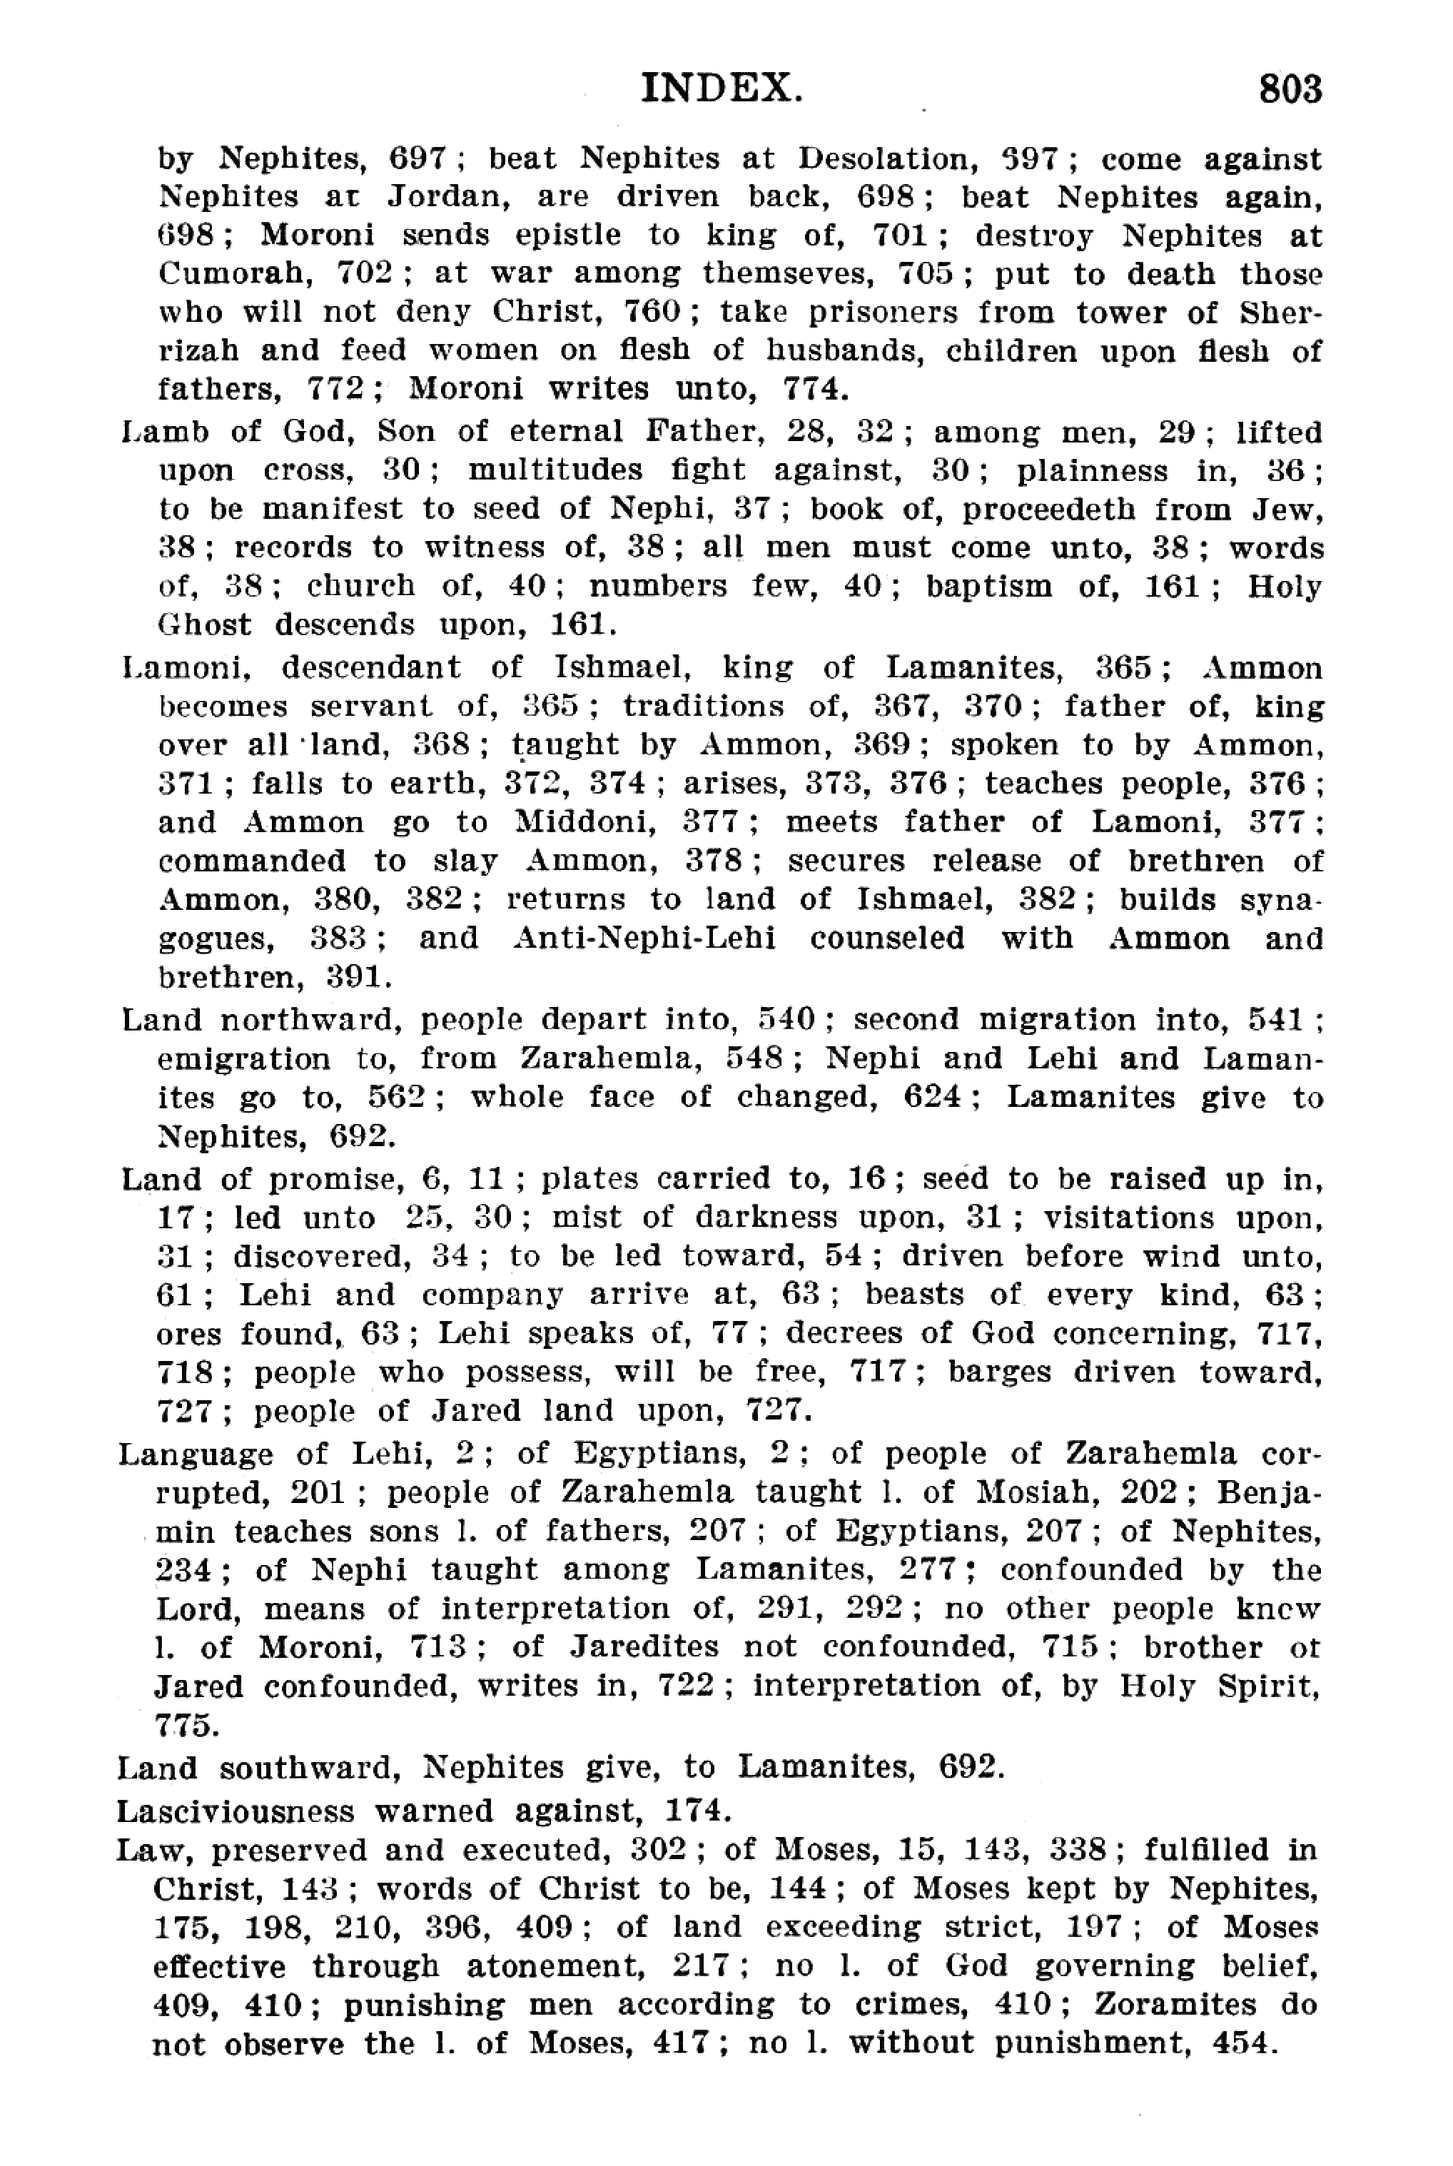 INDEX. 803
by Nephites, 697; beat Nephites at Desolation, 697; come against
Nephites at Jordan, are driven back, 698; beat Nephites again,
698; Moroni sends epistle to king of, 701; destroy Nephites at
Cumorah, 702; at war among themseves, 705; put to death those
who will not deny Christ, 760; take prisoners from tower of Sher-
rizah and feed women on flesh of husbands, children upon flesh of
fathers, 772; Moroni writes unto, 774.
Lamb of God, Son of eternal Father, 28, 32; among men, 29; lifted
upon cross, 30; multitudes fight against, 30; plainness in, 36;
to be manifest to seed of Nephi, 37; book of, proceedeth from Jew,
38; records to witness of, 38; all men must come unto, 38; words
of, 38; church of, 40; numbers few, 40; baptism of, 161; Holy
Ghost descends upon, 161.
Lamoni, descendant of Ishmael, king of Lamanites, 365; Ammon
becomes servant of, 365; traditions of, 367, 370; father of, king
over all land, 368; taught by Ammon, 369; spoken to by Ammon,
371; falls to earth, 372, 374; arises, 373, 376; teaches people, 376;
and Ammon go to Middoni, 377; meets father of Lamoni, 377;
commanded to slay Ammon, 378; secures release of brethren of
Ammon, 380, 382; returns to land of Ishmael, 382; builds syna-
gogues, 383; and Anti-Nephi-Lehi counseled with Ammon and
brethren, 391.
Land northward, people depart into, 540; second migration into, 541;
emigration to, from Zarahemla, 548; Nephi and Lehi and Laman-
ites go to, 562; whole face of changed, 624; Lamanites give to
Nephites, 692.
Land of promise, 6, 11; plates carried to, 16; seed to be raised up in,
17; led unto 25, 30; mist of darkness upon, 31; visitations upon,
31; discovered, 34; to be led toward, 54; driven before wind unto,
61; Lehi and company arrive at, 63; beasts of every kind, 63;
ores found, 63; Lehi speaks of, 77; decrees of God concerning, 717,
718; people who possess, will be free, 717; barges driven toward,
727; people of Jared land upon, 727.
Language of Lehi, 2; of Egyptians, 2; of people of Zarahemla cor-
rupted, 201; people of Zarahemla taught l. of Mosiah, 202; Benja-
min teaches sons l. of fathers, 207; of Egyptians, 207; of Nephites,
234; of Nephi taught among Lamanites, 277; confounded by the
Lord, means of interpretation of, 291, 292; no other people knew
l. of Moroni, 713; of Jaredites not confounded, 715; brother of
Jared confounded, writes in, 722; interpretation of, by Holy Spirit,
775.
Land southward, Nephites give, to Lamanites, 692.
Lasciviousness warned against, 174.
Law, preserved and executed, 302; of Moses, 15, 143, 338; fulfilled in
Christ, 143; words of Christ to be, 144; of Moses kept by Nephites,
175, 198, 210, 396, 409; of land exceeding strict, 197; of Moses
effective through atonement, 217; no l. of God governing belief,
409, 410; punishing men according to crimes, 410; Zoramites do
not observe the l. of Moses, 417; no l. without punishment, 454.